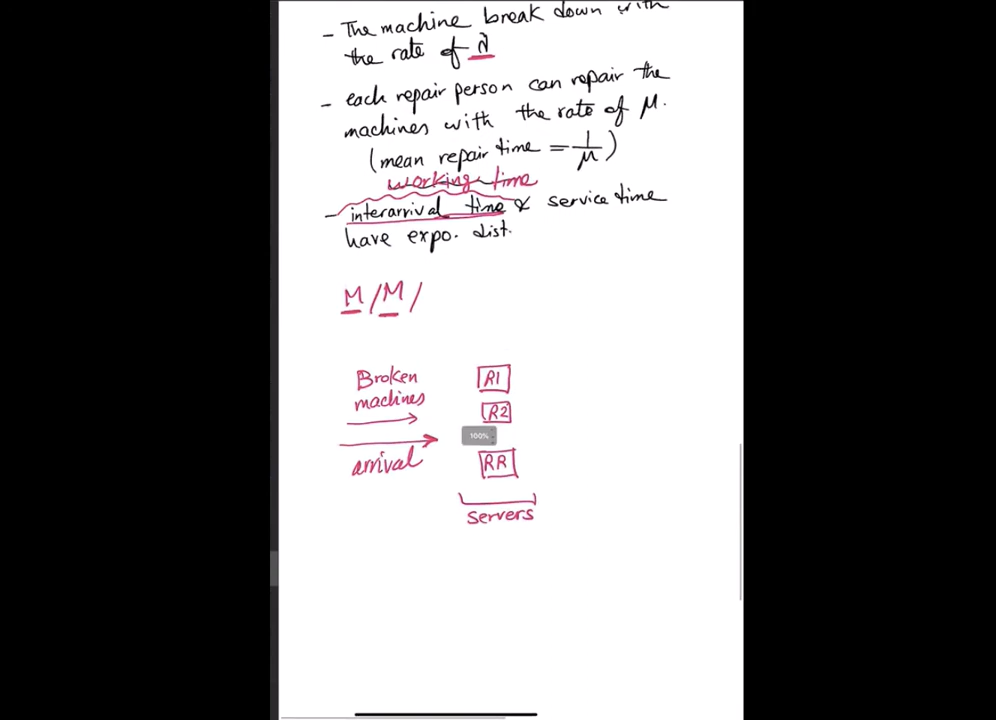 - The machine break down with
the rate of λ
- each repair person can repair the
machines with the rate of μ.
(mean repair time = 1/μ)
working time
- interarrival time & service time
have expo. dist.
M/M/
Broken
machines
arrival
R1
R2
100%
RR
servers